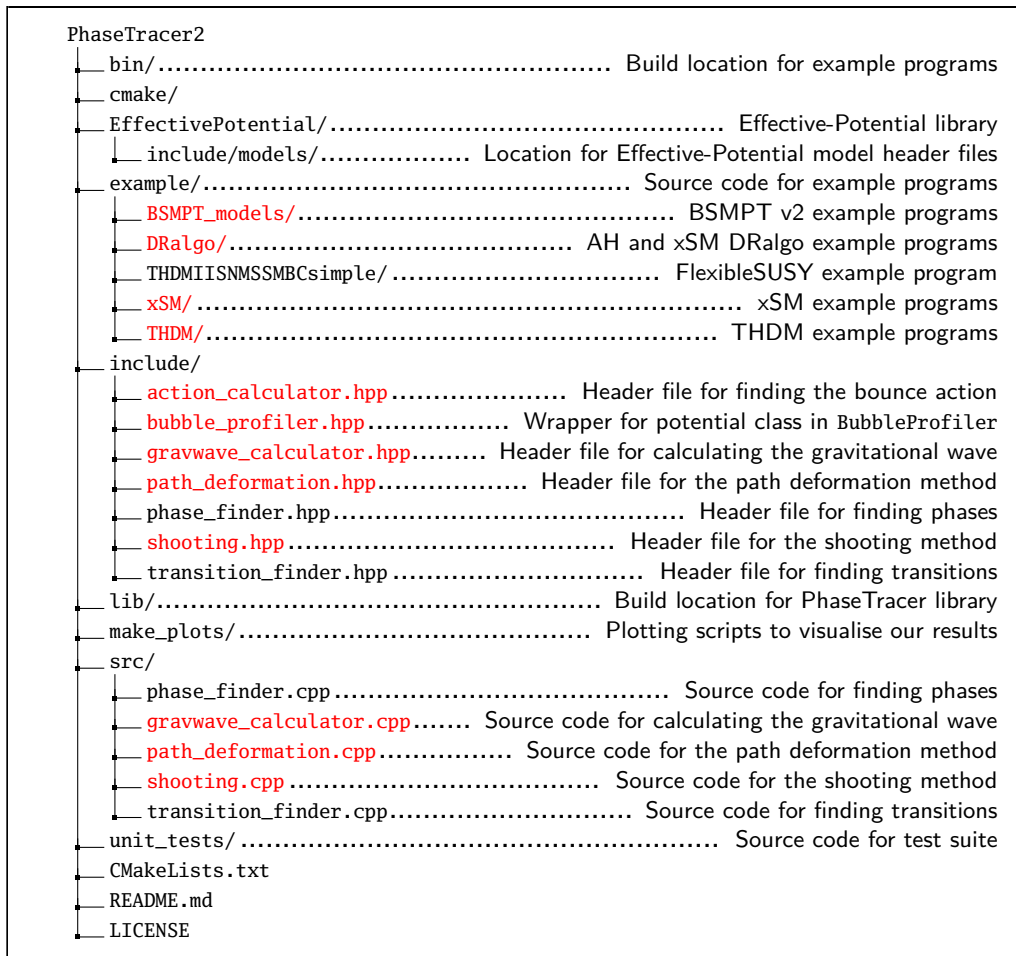 PhaseTracer2
bin/ Build location for example programs
cmake/
EffectivePotential/ Effective-Potential library
include/models/ Location for Effective-Potential model header files
example/ Source code for example programs
BSMPT_models/ BSMPT v2 example programs
DRalgo/ AH and xSM DRalgo example programs
THDMIISNMSSMBCsimple/ FlexibleSUSY example program
xSM/ xSM example programs
THDM/ THDM example programs
include/
action_calculator.hpp Header file for finding the bounce action
bubble_profiler.hpp Wrapper for potential class in BubbleProfiler
gravwave_calculator.hpp Header file for calculating the gravitational wave
path_deformation.hpp Header file for the path deformation method
phase_finder.hpp Header file for finding phases
shooting.hpp Header file for the shooting method
transition_finder.hpp Header file for finding transitions
lib/ Build location for PhaseTracer library
make_plots/ Plotting scripts to visualise our results
src/
phase_finder.cpp Source code for finding phases
gravwave_calculator.cpp Source code for calculating the gravitational wave
path_deformation.cpp Source code for the path deformation method
shooting.cpp Source code for the shooting method
transition_finder.cpp Source code for finding transitions
unit_tests/ Source code for test suite
CMakeLists.txt
README.md
LICENSE